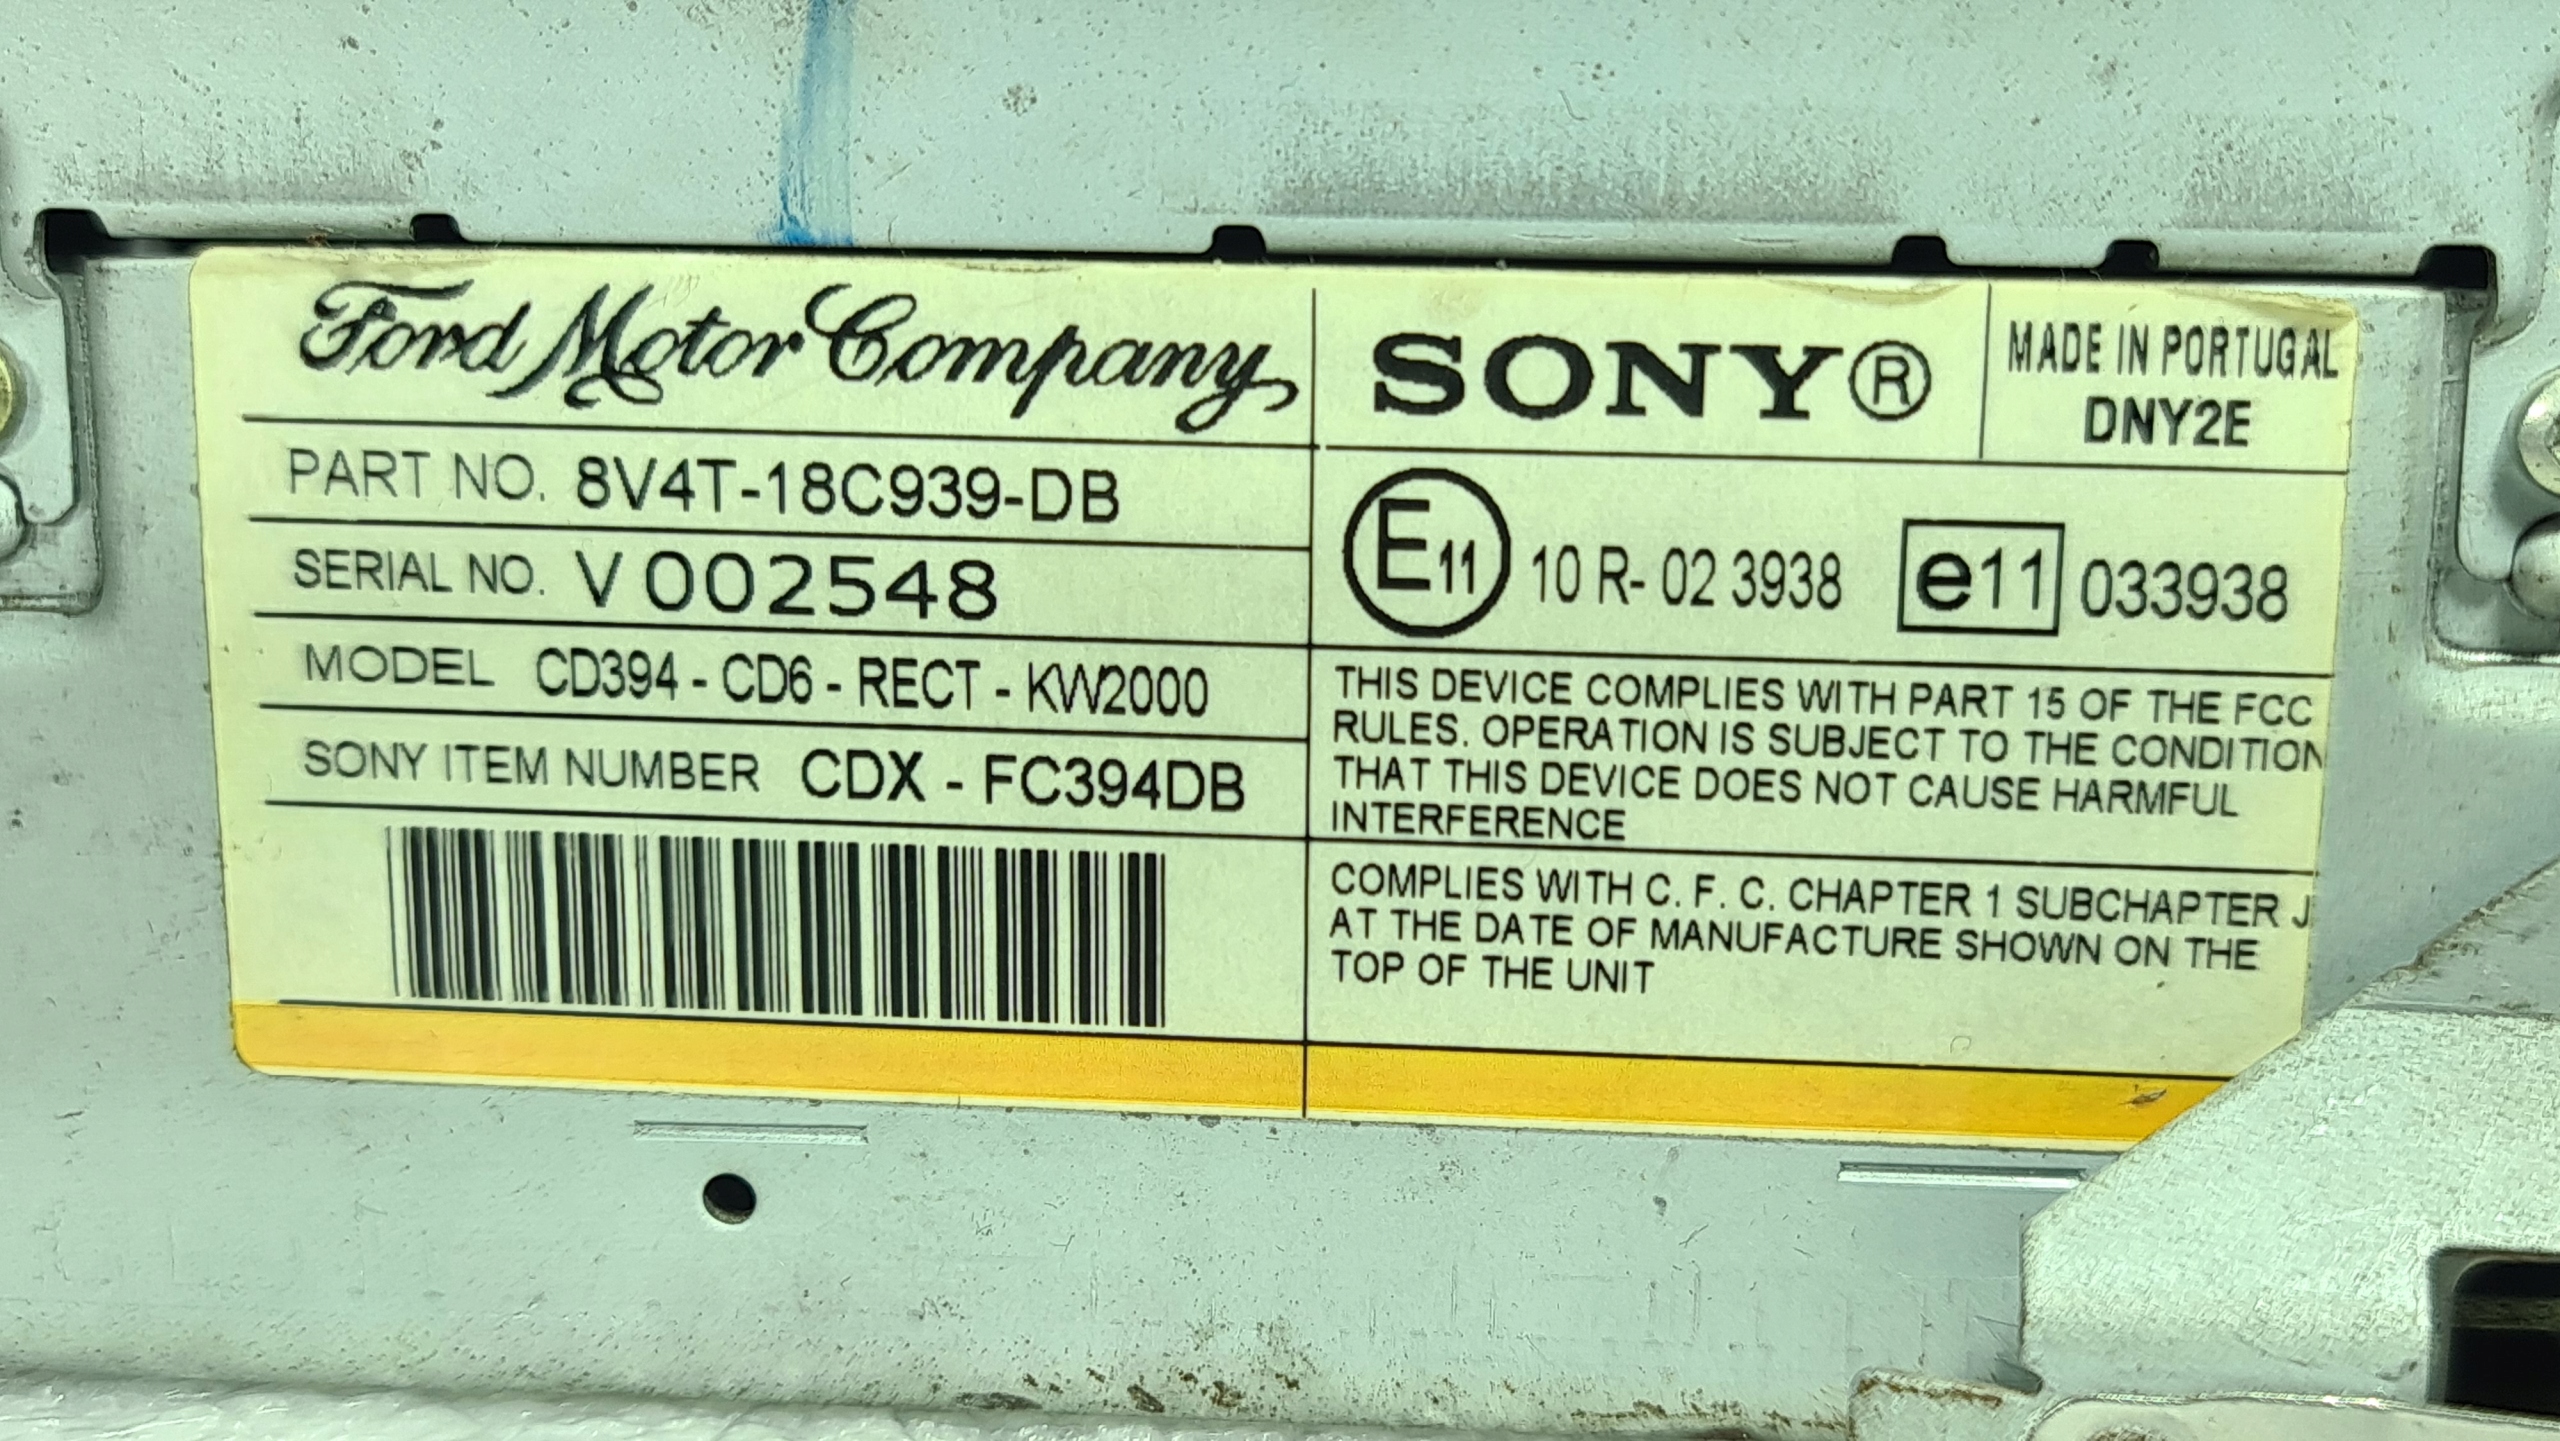 Ford Motor Company
SONY®
MADE IN PORTUGAL
DNY2E
PART NO. 8V4T-18C939-DB
SERIAL NO. V002548
MODEL CD394 - CD6 - RECT - KW2000
SONY ITEM NUMBER CDX - FC394DB
E11 10 R- 02 3938 e11 033938
THIS DEVICE COMPLIES WITH PART 15 OF THE FCC
RULES. OPERATION IS SUBJECT TO THE CONDITION
THAT THIS DEVICE DOES NOT CAUSE HARMFUL
INTERFERENCE
COMPLIES WITH C. F. C. CHAPTER 1 SUBCHAPTER J
AT THE DATE OF MANUFACTURE SHOWN ON THE
TOP OF THE UNIT